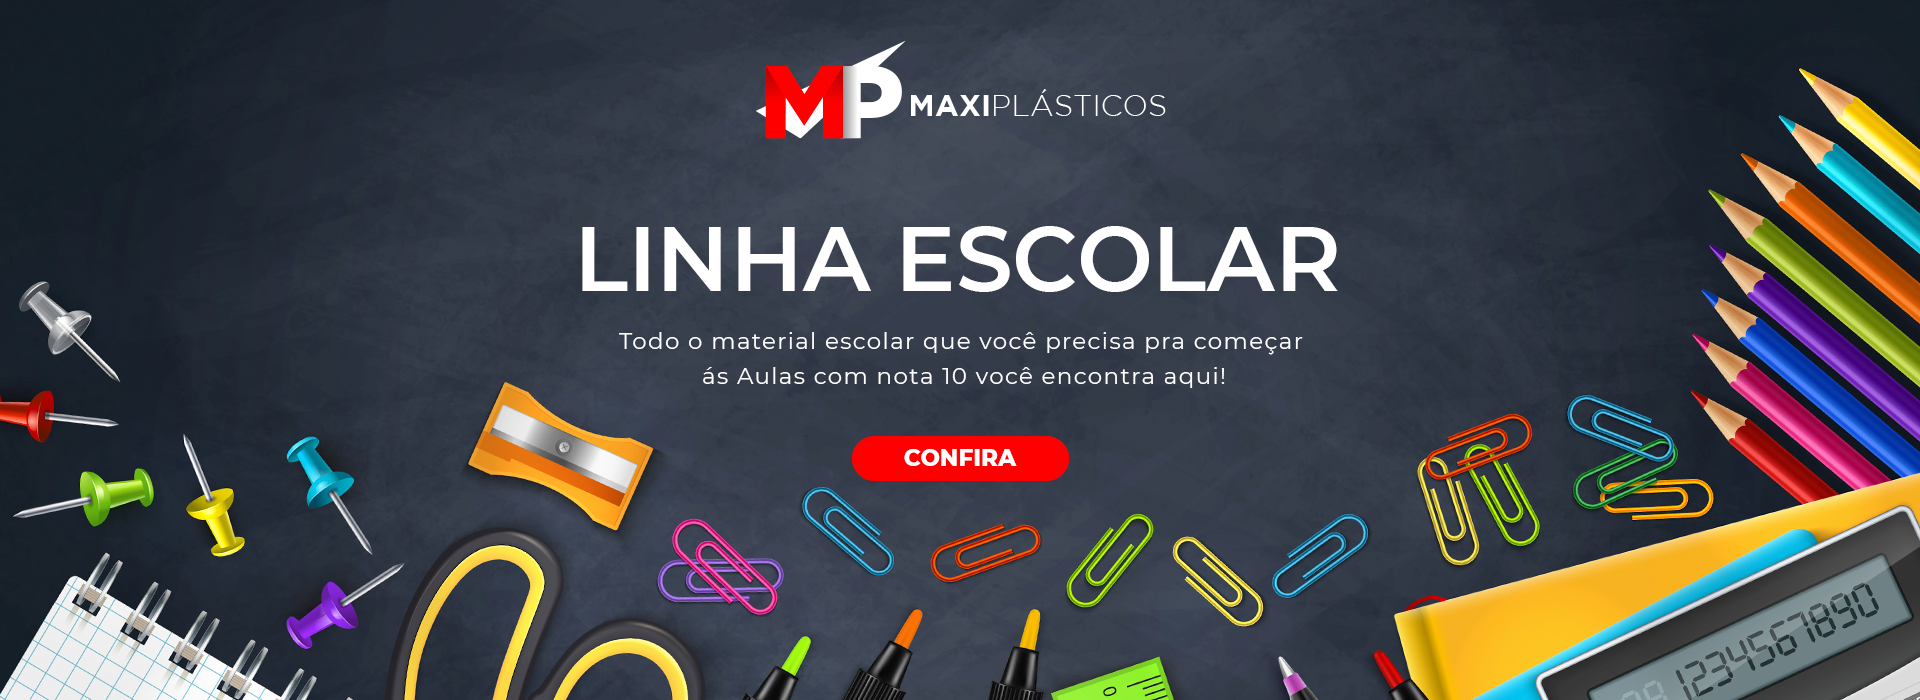 MP MAXIPLÁSTICOS
LINHA ESCOLAR
Todo o material escolar que você precisa pra começar
ás Aulas com nota 10 você encontra aqui!
CONFIRA
1234567890
0